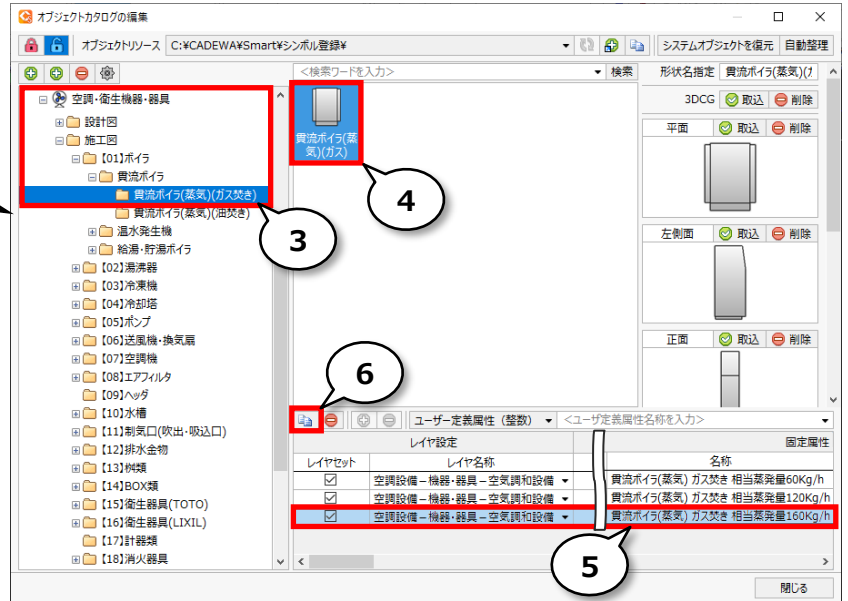 オブジェクトカタログの編集
オブジェクトリソース C:¥CADEWA¥Smart¥シンボル登録¥
システムオブジェクトを復元 自動整理
<検索ワードを入力> 検索
形状名指定 貫流ボイラ(蒸気)(ｶ
空調・衛生機器・器具
設計図
施工図
【01】ボイラ
貫流ボイラ
貫流ボイラ(蒸気)(ガス焚き)
貫流ボイラ(蒸気)(油焚き)
温水発生機
給湯・貯湯ボイラ
【02】湯沸器
【03】冷凍機
【04】冷却塔
【05】ポンプ
【06】送風機・換気扇
【07】空調機
【08】エアフィルタ
【09】ヘッダ
【10】水槽
【11】制気口(吹出・吸込口)
【12】排水金物
【13】桝類
【14】BOX類
【15】衛生器具(TOTO)
【16】衛生器具(LIXIL)
【17】計器類
【18】消火器具
貫流ボイラ(蒸
気)(ガス)
3
4
3DCG 取込 削除
平面 取込 削除
左側面 取込 削除
正面 取込 削除
6
ユーザー定義属性（整数） <ユーザ定義属性名称を入力>
レイヤ設定 固定属性
レイヤセット レイヤ名称 名称
空調設備－機器・器具－空気調和設備 貫流ボイラ(蒸気) ガス焚き 相当蒸発量60Kg/h
空調設備－機器・器具－空気調和設備 貫流ボイラ(蒸気) ガス焚き 相当蒸発量120Kg/h
空調設備－機器・器具－空気調和設備 貫流ボイラ(蒸気) ガス焚き 相当蒸発量160Kg/h
5
閉じる